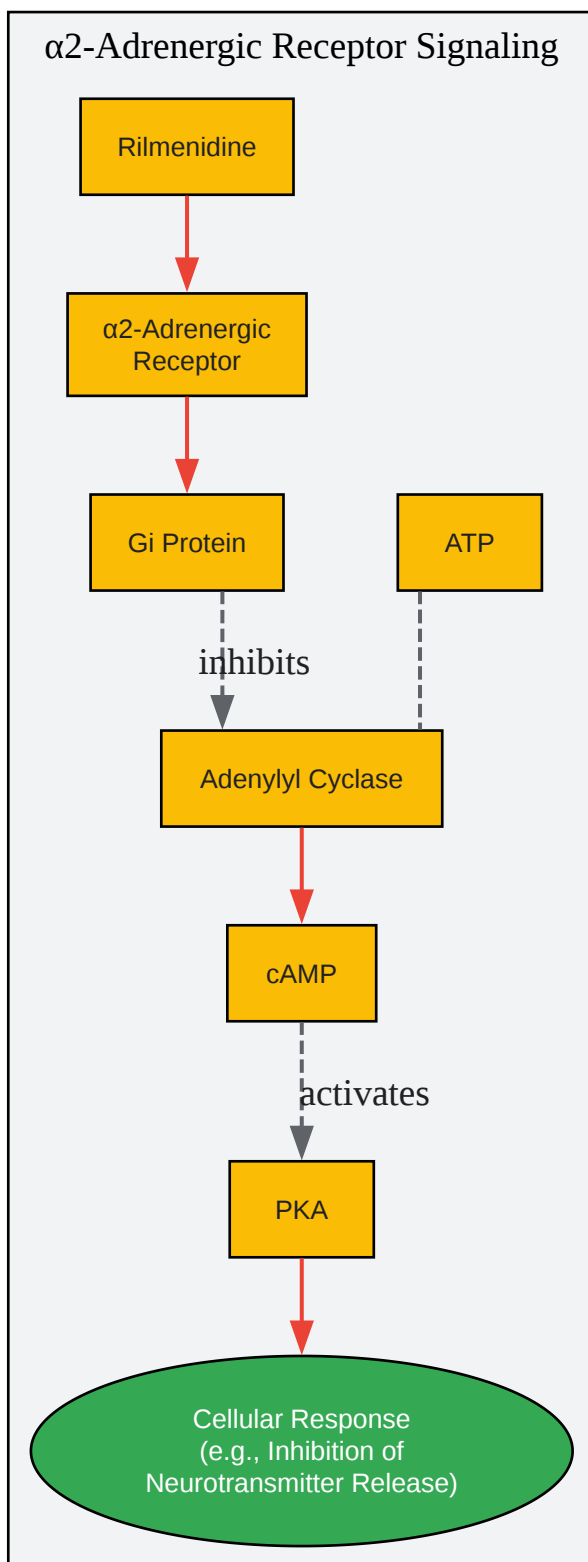 α2-Adrenergic Receptor Signaling
Rilmenidine
α2-Adrenergic
Receptor
Gi Protein
ATP
inhibits
Adenylyl Cyclase
cAMP
activates
PKA
Cellular Response
(e.g., Inhibition of
Neurotransmitter Release)